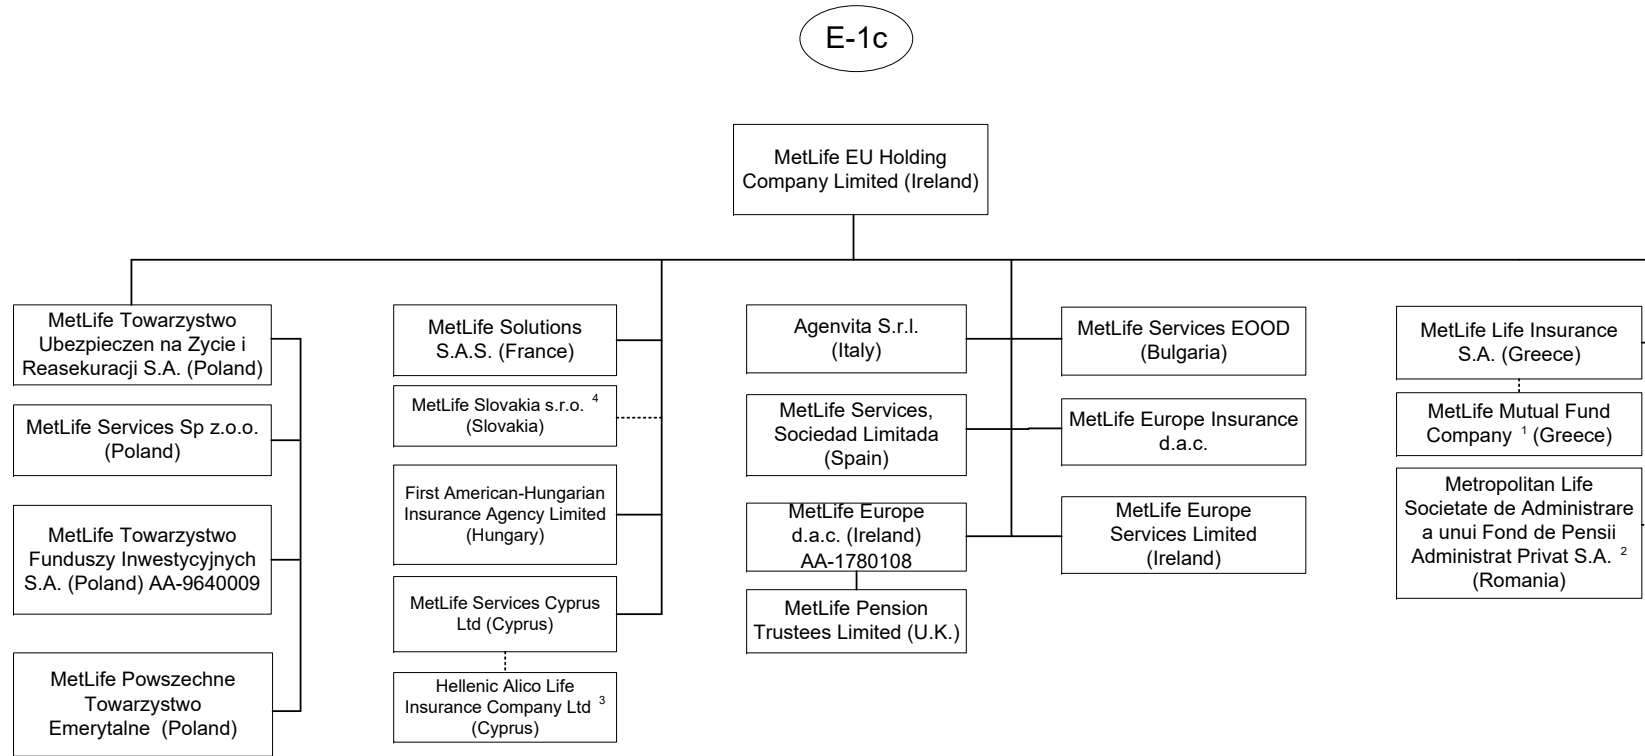 E-1c
MetLife EU Holding
Company Limited (Ireland)
MetLife Towarzystwo
Ubezpieczen na Zycie i
Reasekuracji S.A. (Poland)
MetLife Services Sp z.o.o.
(Poland)
MetLife Towarzystwo
Funduszy Inwestycyjnych
S.A. (Poland) AA-9640009
MetLife Powszechne
Towarzystwo
Emerytalne (Poland)
MetLife Solutions
S.A.S. (France)
MetLife Slovakia s.r.o. 4
(Slovakia)
First American-Hungarian
Insurance Agency Limited
(Hungary)
MetLife Services Cyprus
Ltd (Cyprus)
Hellenic Alico Life
Insurance Company Ltd 3
(Cyprus)
Agenvita S.r.l.
(Italy)
MetLife Services,
Sociedad Limitada
(Spain)
MetLife Europe
d.a.c. (Ireland)
AA-1780108
MetLife Pension
Trustees Limited (U.K.)
MetLife Services EOOD
(Bulgaria)
MetLife Europe Insurance
d.a.c.
MetLife Europe
Services Limited
(Ireland)
MetLife Life Insurance
S.A. (Greece)
MetLife Mutual Fund
Company 1 (Greece)
Metropolitan Life
Societate de Administrare
a unui Fond de Pensii
Administrat Privat S.A. 2
(Romania)